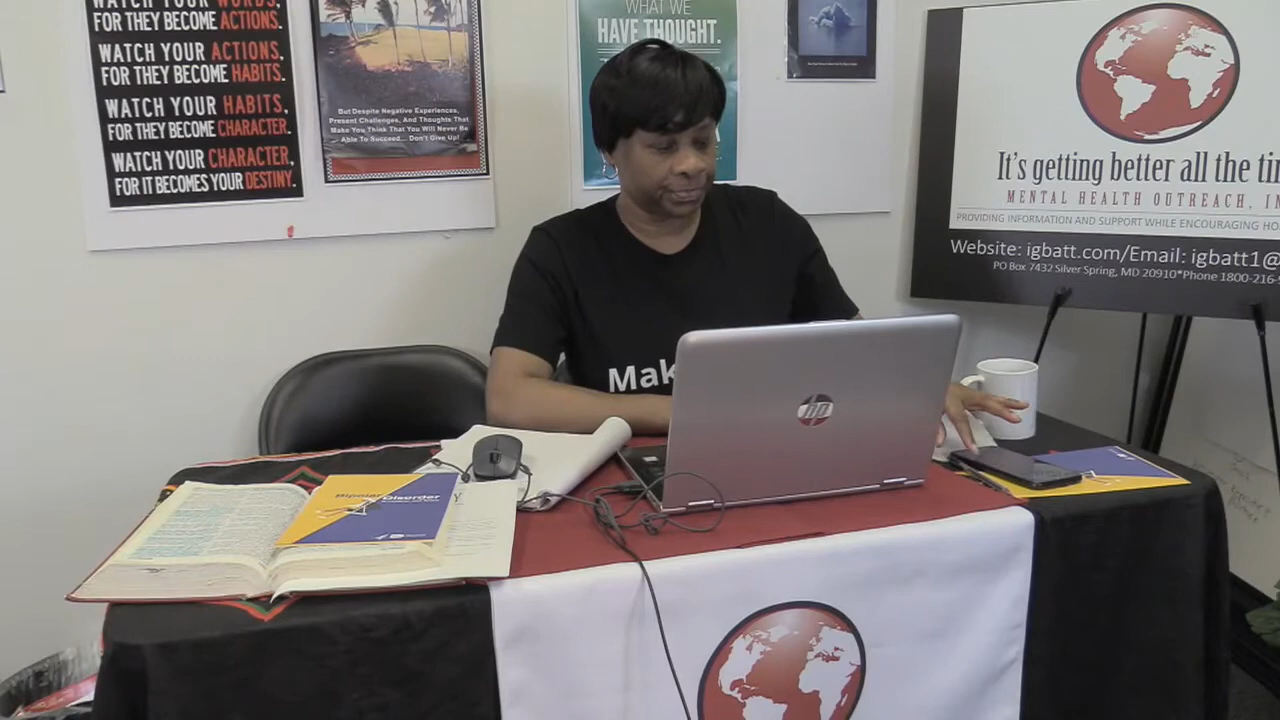 WATCH YOUR WORDS,
FOR THEY BECOME ACTIONS.
WATCH YOUR ACTIONS,
FOR THEY BECOME HABITS.
WATCH YOUR HABITS,
FOR THEY BECOME CHARACTER.
WATCH YOUR CHARACTER,
FOR IT BECOMES YOUR DESTINY.
But Despite Negative Experiences,
Present Challenges, And Thoughts That
Make You Think That You Will Never Be
Able To Succeed... Don't Give Up!
WHAT WE
HAVE THOUGHT.
It's getting better all the
MENTAL HEALTH OUTREACH,
PROVIDING INFORMATION AND SUPPORT WHILE ENCOURAGING
Website: igbatt.com/Email: igbatt1@
PO Box 7432 Silver Spring, MD 20910*Phone 1800-216-
Mak
hp
Bipolar Disorder